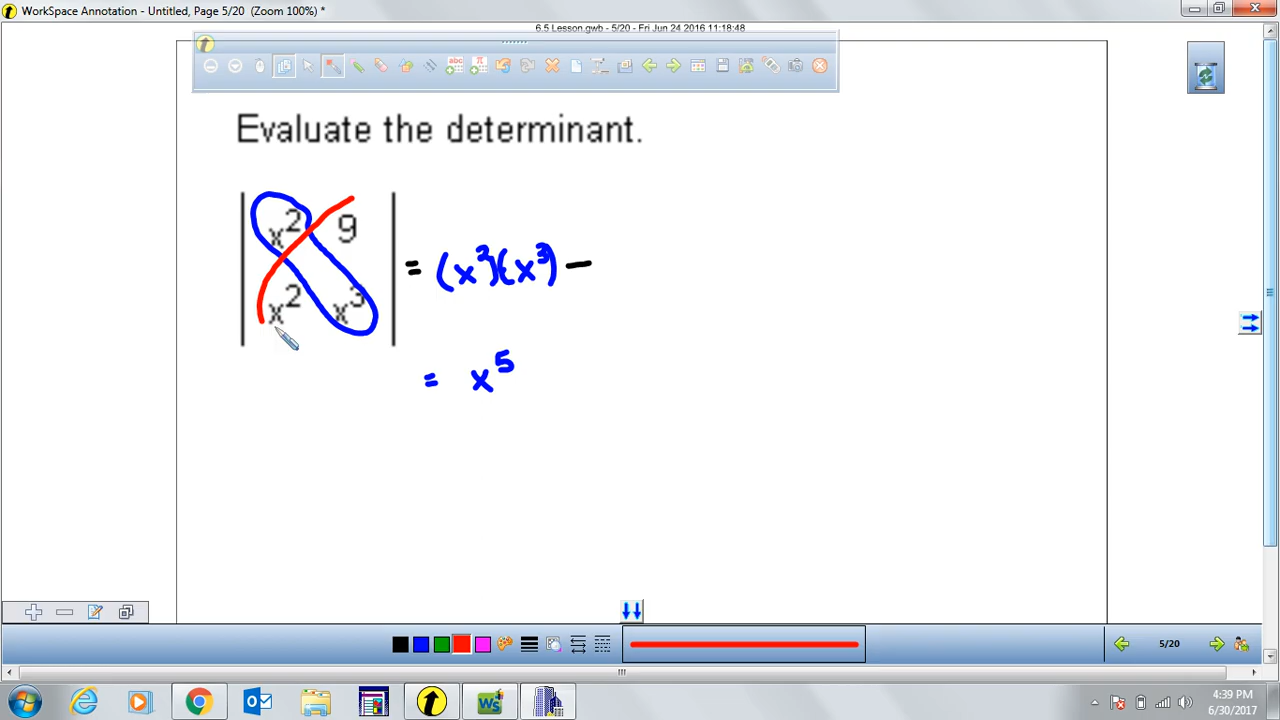 WorkSpace Annotation - Untitled, Page 5/20 (Zoom 100%) *
6.5 Lesson.gwb - 5/20 - Fri Jun 24 2016 11:18:48
abc π
Evaluate the determinant.
x² 9
= (x²)(x³) −
x² x³
= x⁵
5/20
4:39 PM
6/30/2017